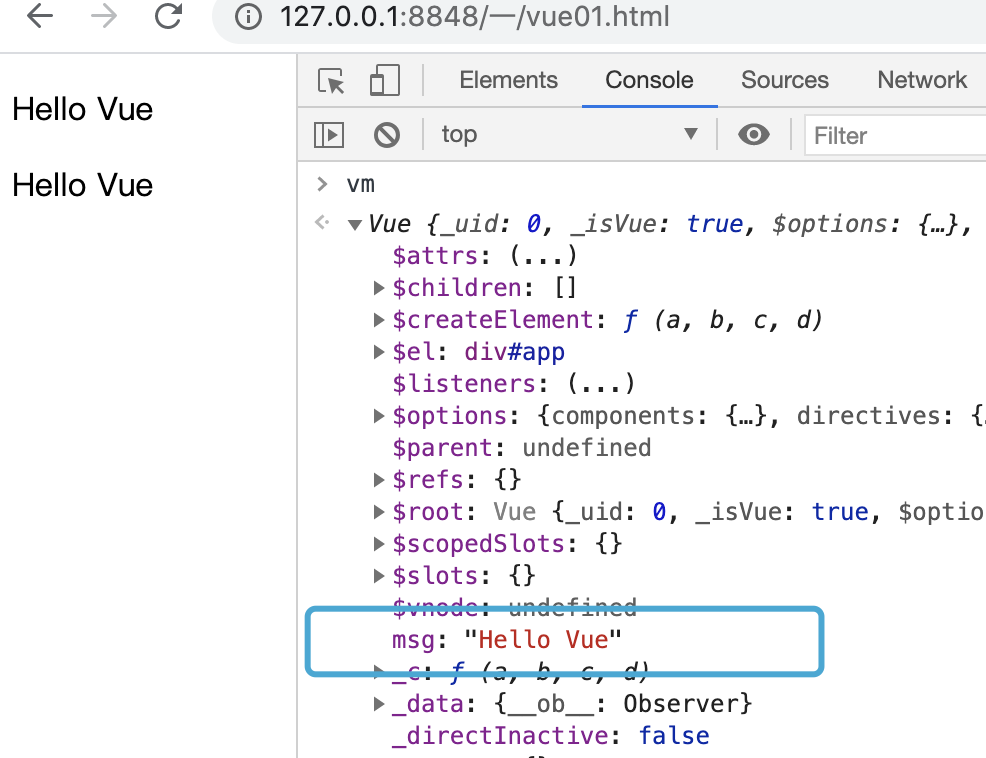 127.0.0.1:8848/一/vue01.html
Hello Vue
Hello Vue
Elements Console Sources Network
top Filter
> vm
Vue {_uid: 0, _isVue: true, $options: {…},
$attrs: (...)
$children: []
$createElement: ƒ (a, b, c, d)
$el: div#app
$listeners: (...)
$options: {components: {…}, directives: {
$parent: undefined
$refs: {}
$root: Vue {_uid: 0, _isVue: true, $optio
$scopedSlots: {}
$slots: {}
$vnode: undefined
msg: "Hello Vue"
_c: ƒ (a, b, c, d)
_data: {__ob__: Observer}
_directInactive: false